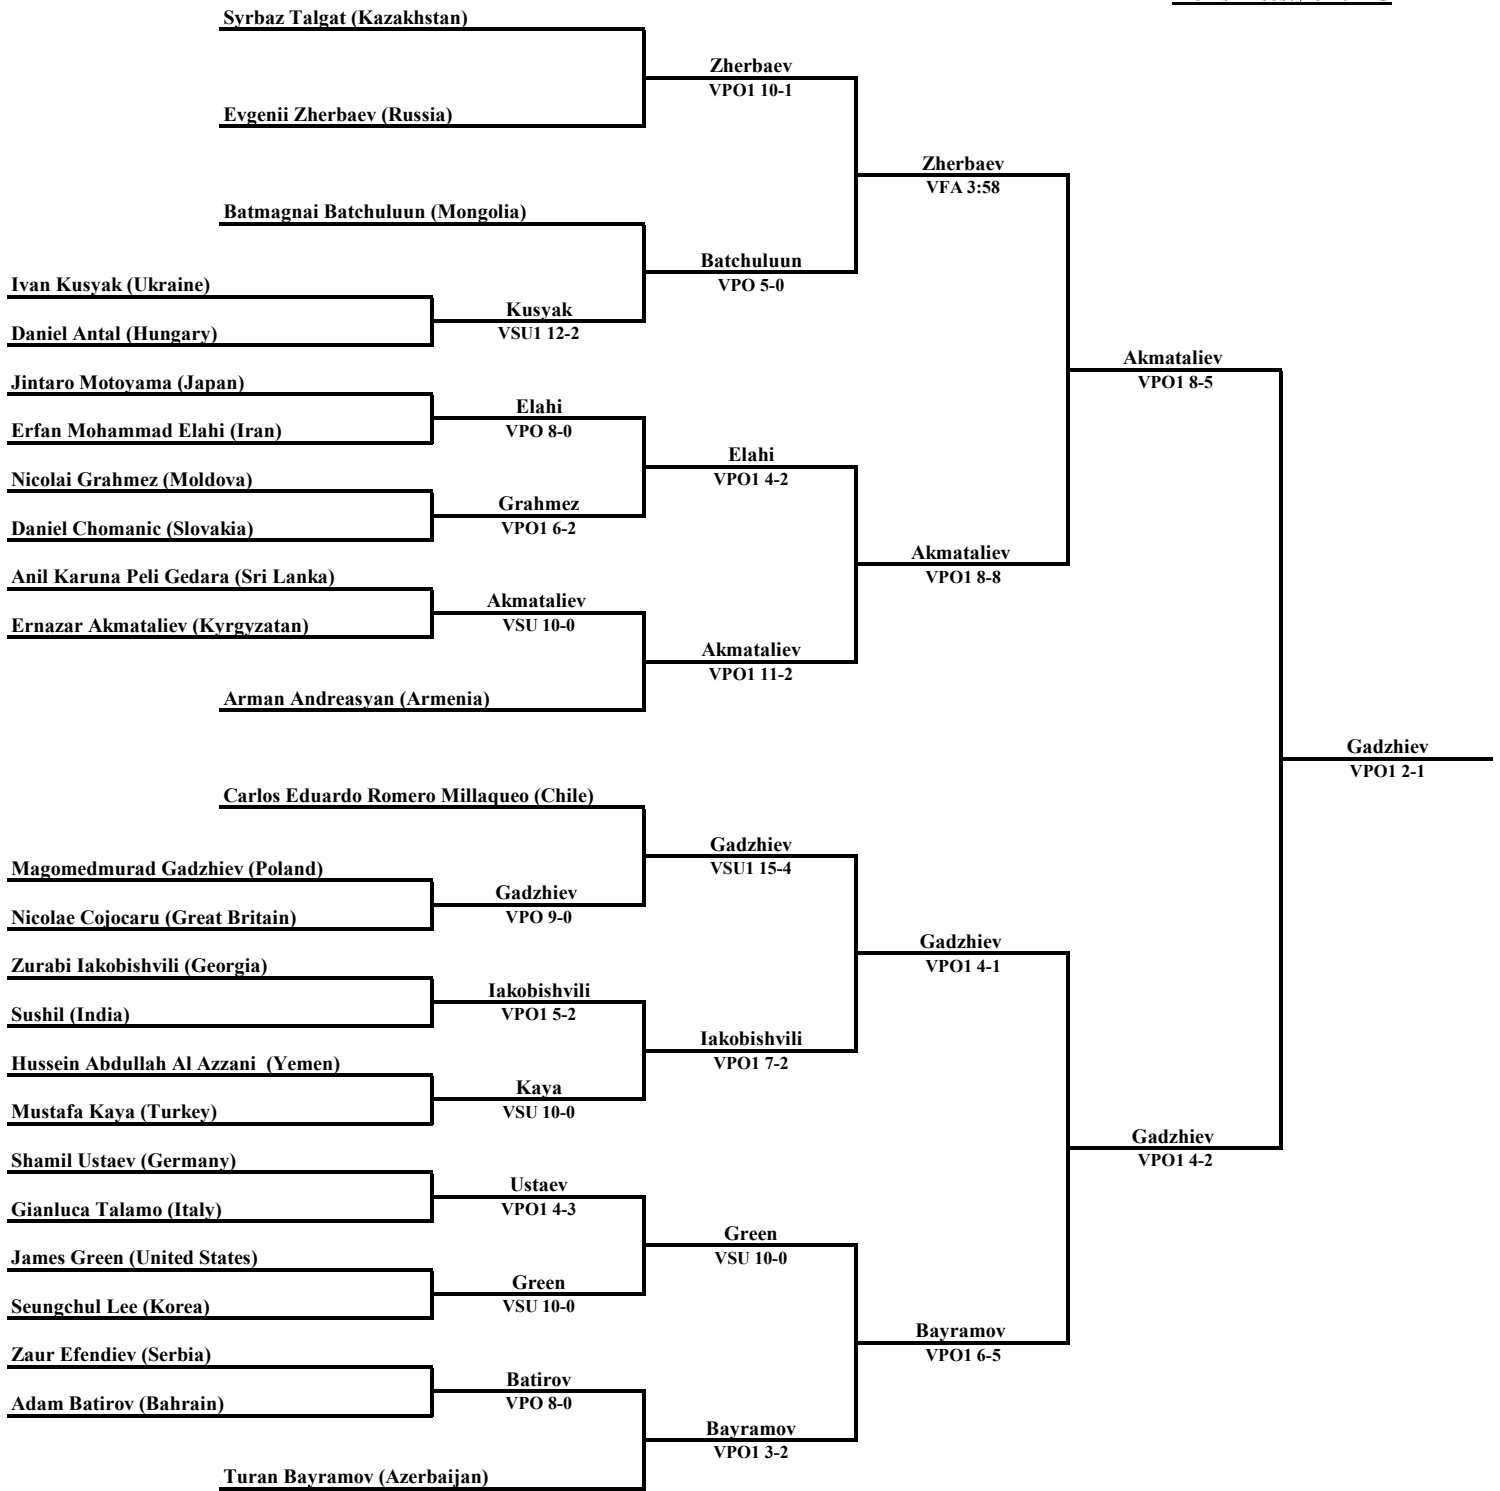 Syrbaz Talgat (Kazakhstan)
Zherbaev
VPO1 10-1
Evgenii Zherbaev (Russia)
Zherbaev
VFA 3:58
Batmagnai Batchuluun (Mongolia)
Batchuluun
VPO 5-0
Ivan Kusyak (Ukraine)
Kusyak
VSU1 12-2
Daniel Antal (Hungary)
Akmataliev
VPO1 8-5
Jintaro Motoyama (Japan)
Elahi
VPO 8-0
Erfan Mohammad Elahi (Iran)
Elahi
VPO1 4-2
Nicolai Grahmez (Moldova)
Grahmez
VPO1 6-2
Daniel Chomanic (Slovakia)
Akmataliev
VPO1 8-8
Anil Karuna Peli Gedara (Sri Lanka)
Akmataliev
VSU 10-0
Ernazar Akmataliev (Kyrgyzatan)
Akmataliev
VPO1 11-2
Arman Andreasyan (Armenia)
Gadzhiev
VPO1 2-1
Carlos Eduardo Romero Millaqueo (Chile)
Gadzhiev
VSU1 15-4
Magomedmurad Gadzhiev (Poland)
Gadzhiev
VPO 9-0
Nicolae Cojocaru (Great Britain)
Gadzhiev
VPO1 4-1
Zurabi Iakobishvili (Georgia)
Iakobishvili
VPO1 5-2
Sushil (India)
Iakobishvili
VPO1 7-2
Hussein Abdullah Al Azzani (Yemen)
Kaya
VSU 10-0
Mustafa Kaya (Turkey)
Gadzhiev
VPO1 4-2
Shamil Ustaev (Germany)
Ustaev
VPO1 4-3
Gianluca Talamo (Italy)
Green
VSU 10-0
James Green (United States)
Green
VSU 10-0
Seungchul Lee (Korea)
Bayramov
VPO1 6-5
Zaur Efendiev (Serbia)
Batirov
VPO 8-0
Adam Batirov (Bahrain)
Bayramov
VPO1 3-2
Turan Bayramov (Azerbaijan)